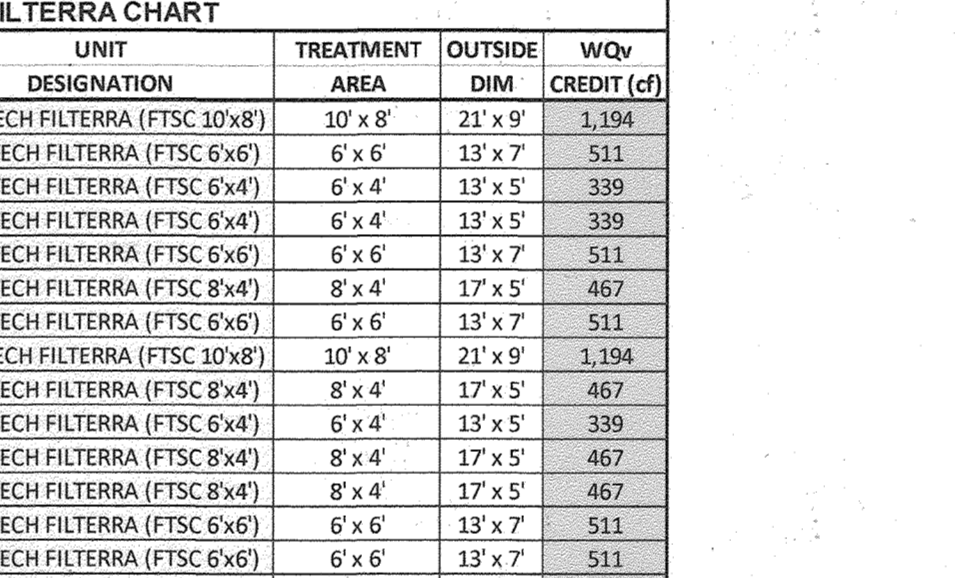 ILTERRA CHART
UNIT TREATMENT OUTSIDE WQv
DESIGNATION AREA DIM CREDIT (cf)
ECH FILTERRA (FTSC 10'x8') 10' x 8' 21' x 9' 1,194
ECH FILTERRA (FTSC 6'x6') 6' x 6' 13' x 7' 511
ECH FILTERRA (FTSC 6'x4') 6' x 4' 13' x 5' 339
ECH FILTERRA (FTSC 6'x4') 6' x 4' 13' x 5' 339
ECH FILTERRA (FTSC 6'x6') 6' x 6' 13' x 7' 511
ECH FILTERRA (FTSC 8'x4') 8' x 4' 17' x 5' 467
ECH FILTERRA (FTSC 6'x6') 6' x 6' 13' x 7' 511
ECH FILTERRA (FTSC 10'x8') 10' x 8' 21' x 9' 1,194
ECH FILTERRA (FTSC 8'x4') 8' x 4' 17' x 5' 467
ECH FILTERRA (FTSC 6'x4') 6' x 4' 13' x 5' 339
ECH FILTERRA (FTSC 8'x4') 8' x 4' 17' x 5' 467
ECH FILTERRA (FTSC 8'x4') 8' x 4' 17' x 5' 467
ECH FILTERRA (FTSC 6'x6') 6' x 6' 13' x 7' 511
ECH FILTERRA (FTSC 6'x6') 6' x 6' 13' x 7' 511